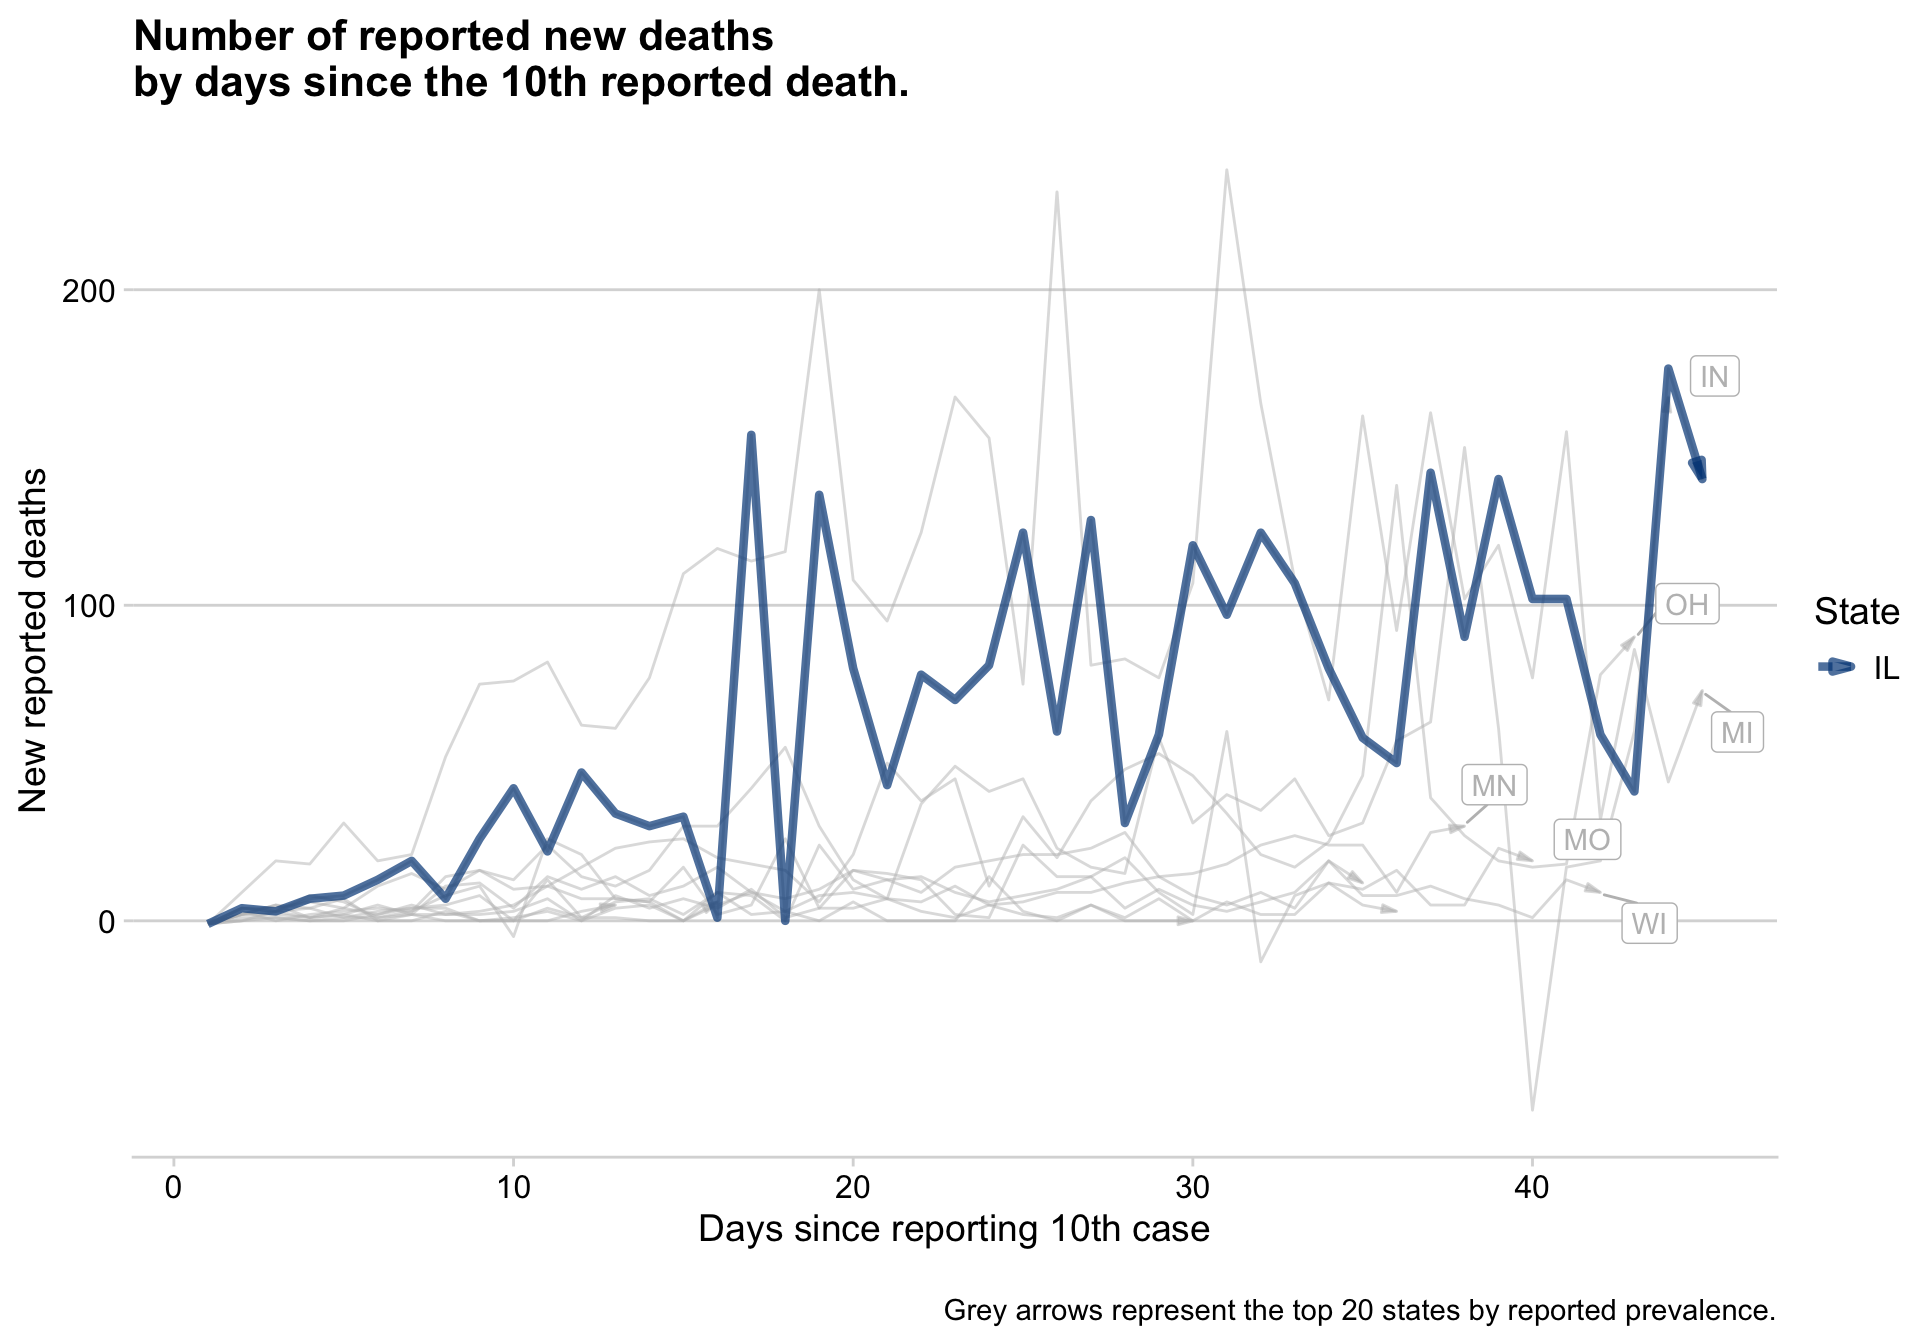 Number of reported new deaths
by days since the 10th reported death.
New reported deaths
200
100
0
IN
OH
MI
MN
MO
WI
State
IL
0 10 20 30 40
Days since reporting 10th case
Grey arrows represent the top 20 states by reported prevalence.